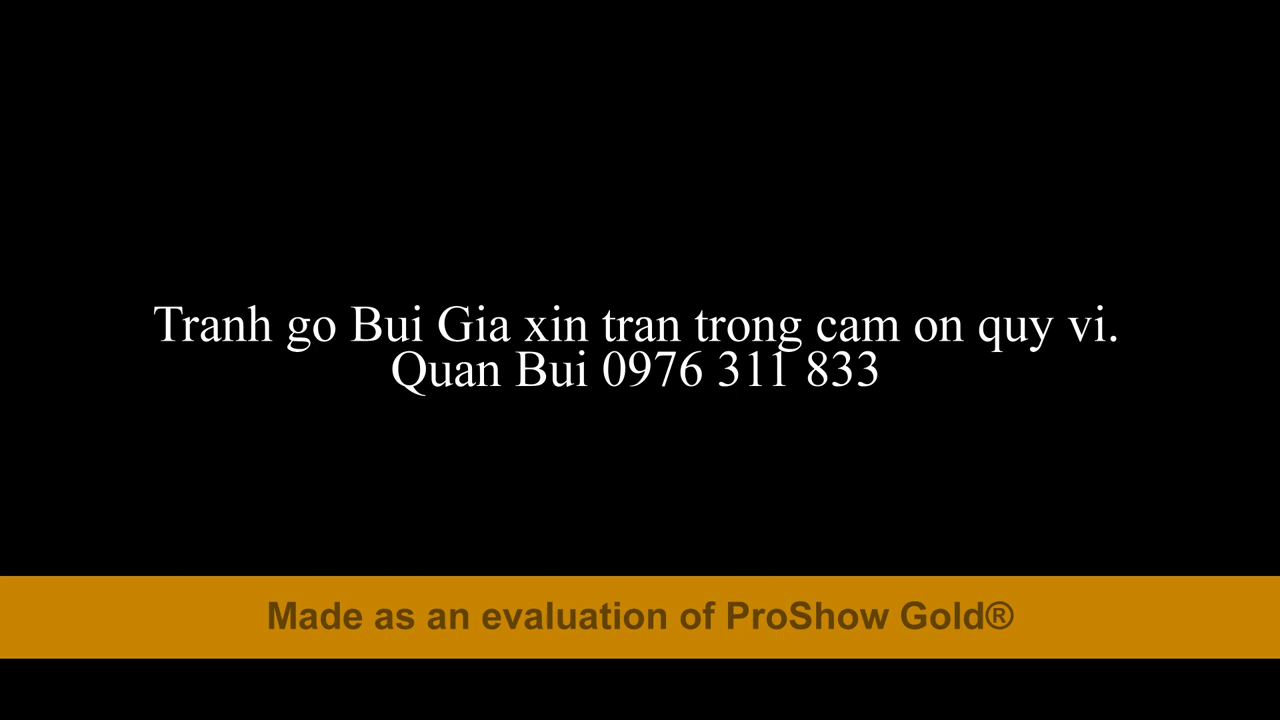 Tranh go Bui Gia xin tran trong cam on quy vi.
Quan Bui 0976 311 833
Made as an evaluation of ProShow Gold®